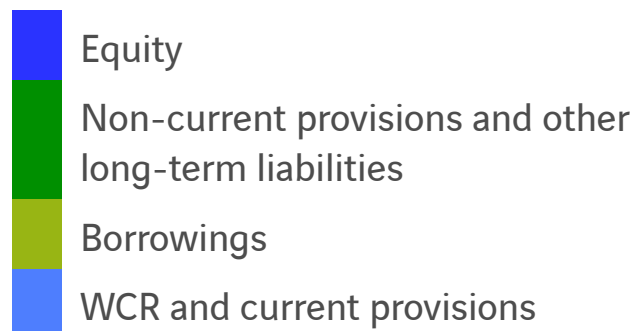 Equity
Non-current provisions and other
long-term liabilities
Borrowings
WCR and current provisions